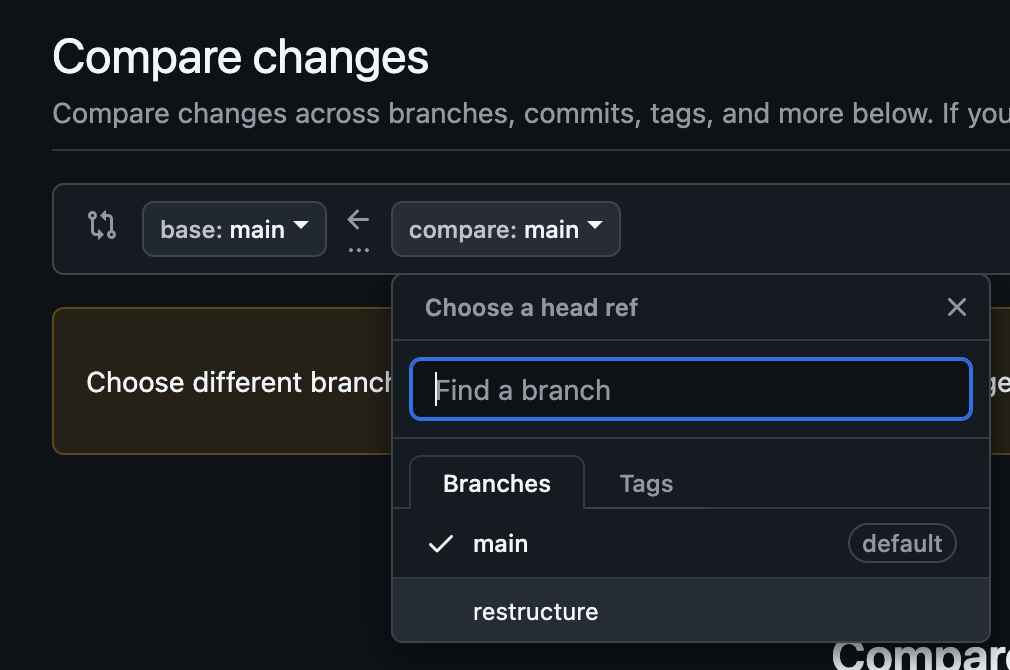 Compare changes
Compare changes across branches, commits, tags, and more below. If you
base: main
compare: main
Choose a head ref
Choose different branch
Find a branch
Branches
Tags
main
default
restructure
Compar